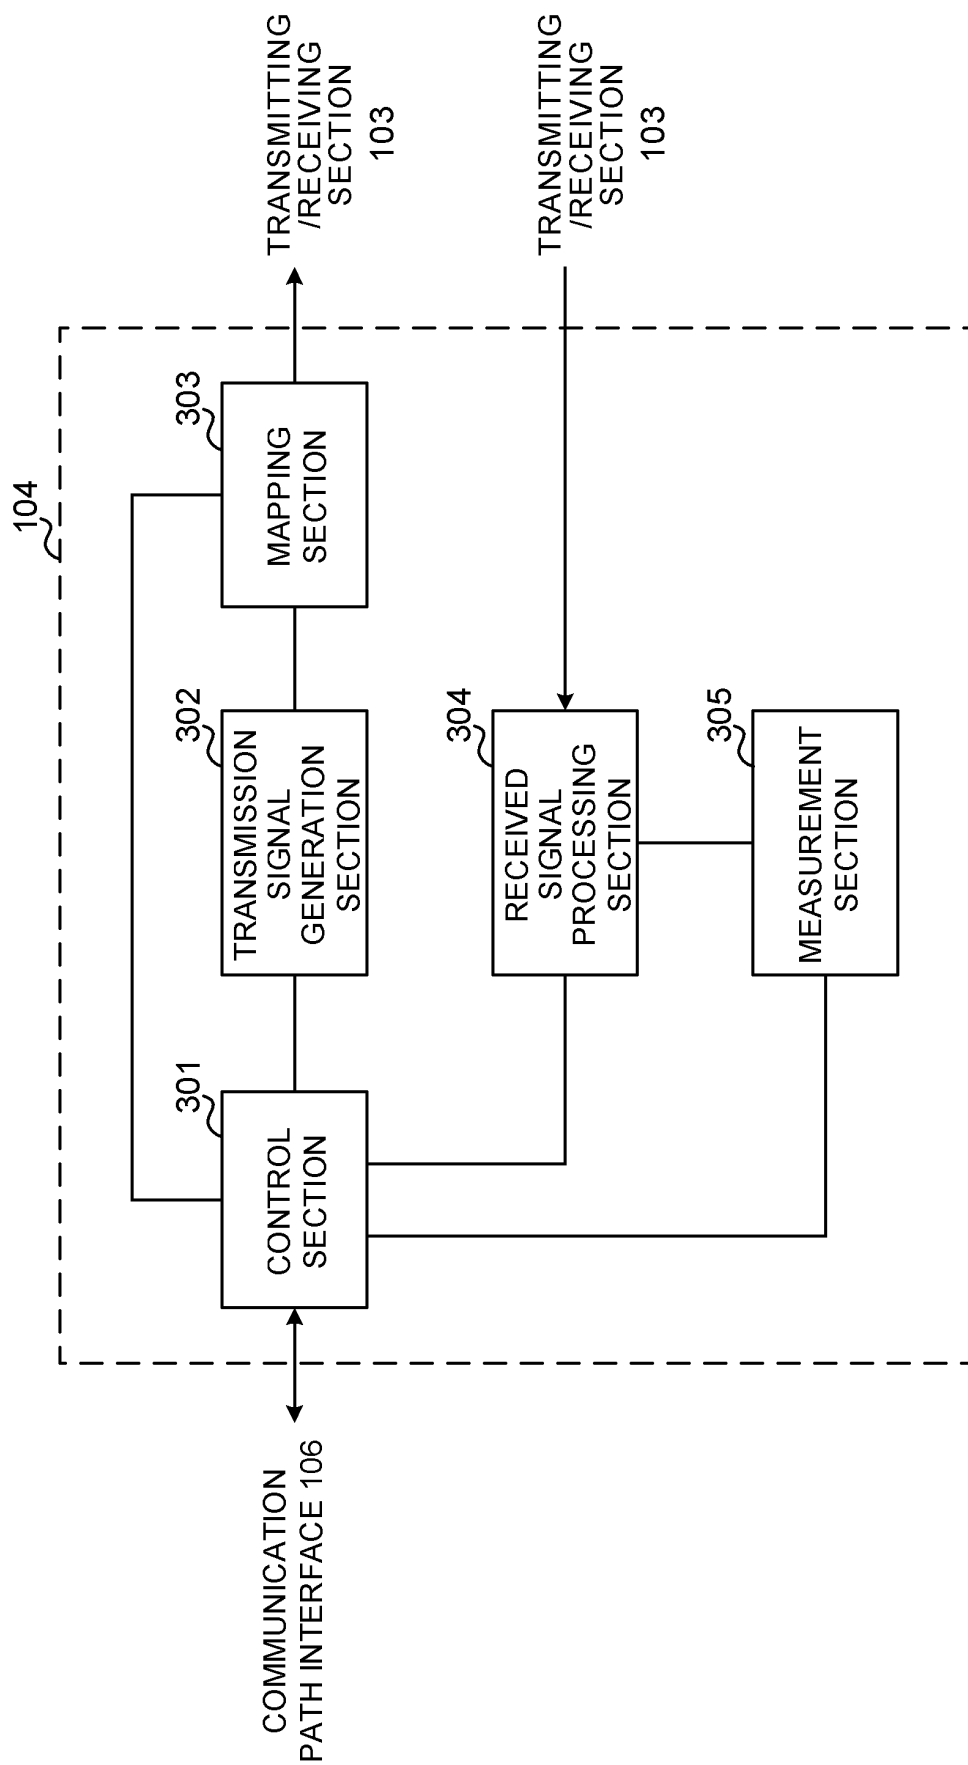 104
COMMUNICATION
PATH INTERFACE 106
301
CONTROL
SECTION
302
TRANSMISSION
SIGNAL
GENERATION
SECTION
303
MAPPING
SECTION
TRANSMITTING
/RECEIVING
SECTION
103
304
RECEIVED
SIGNAL
PROCESSING
SECTION
TRANSMITTING
/RECEIVING
SECTION
103
305
MEASUREMENT
SECTION